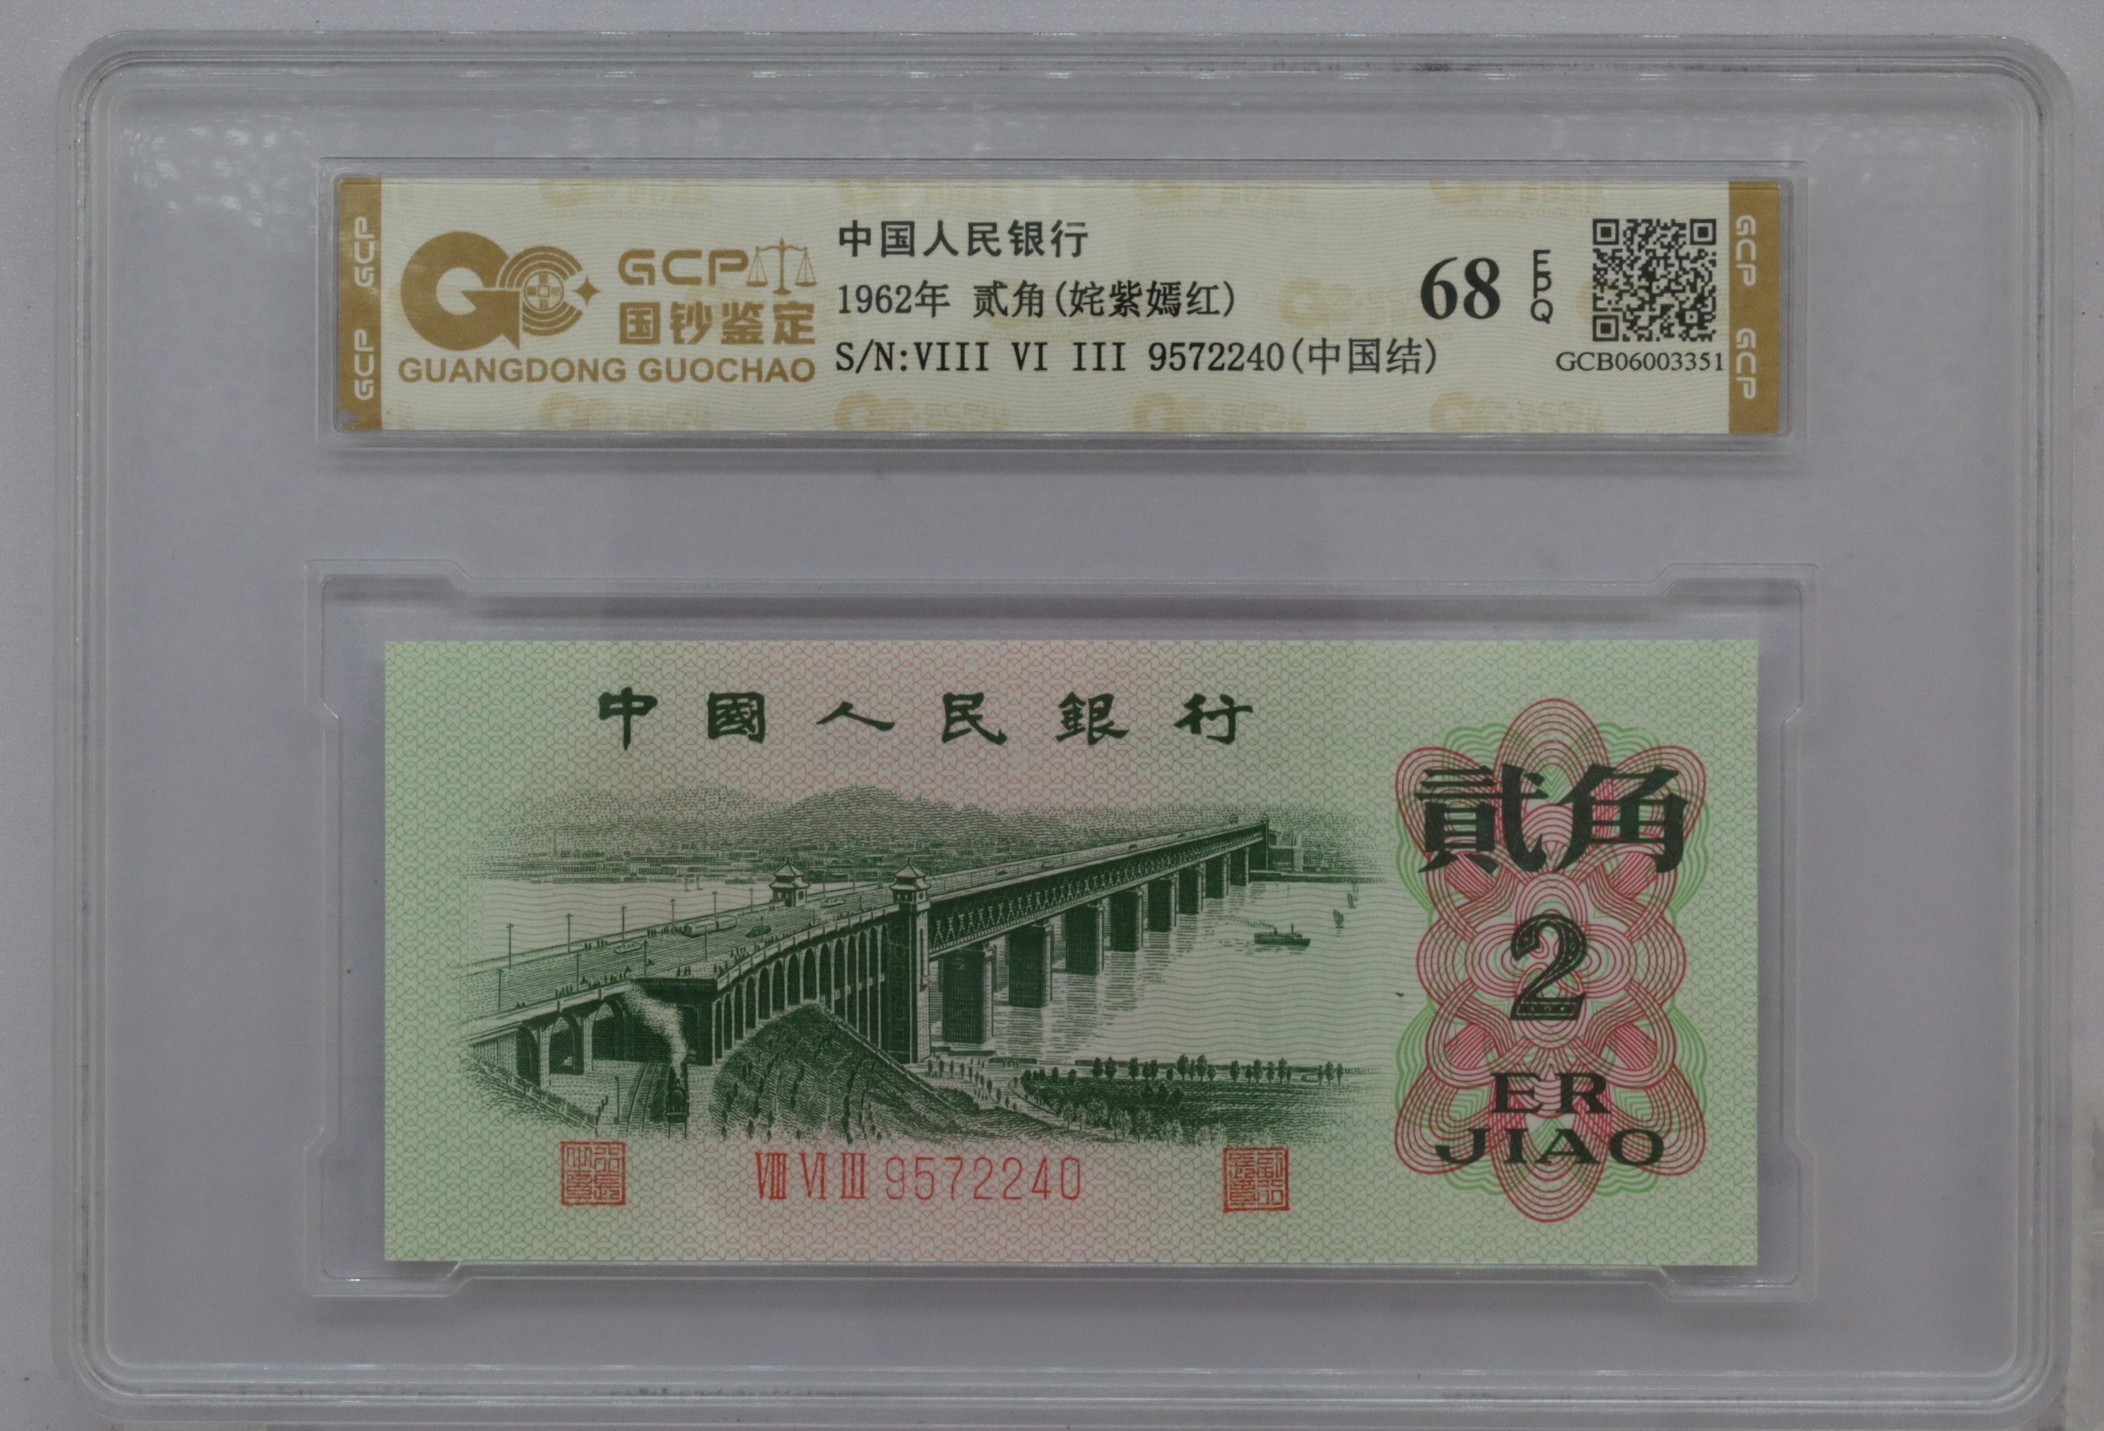 GCP GCP
GCP
国钞鉴定
GUANGDONG GUOCHAO
中国人民银行
1962年 贰角(姹紫嫣红)
S/N:VIII VI III 9572240(中国结)
68 EPQ
GCB06003351
GCP GCP
中國人民銀行
貳角
2
ER
JIAO
VIII VI III 9572240